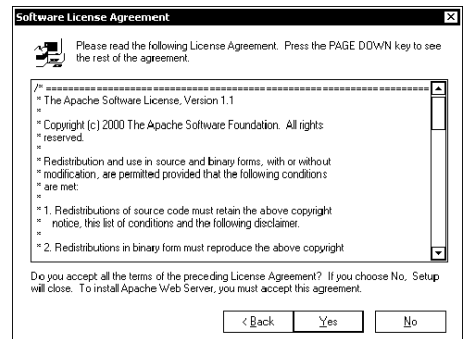 Software License Agreement
Please read the following License Agreement. Press the PAGE DOWN key to see
the rest of the agreement.
/* ====================================================================
* The Apache Software License, Version 1.1
*
* Copyright (c) 2000 The Apache Software Foundation. All rights
* reserved.
*
* Redistribution and use in source and binary forms, with or without
* modification, are permitted provided that the following conditions
* are met:
*
* 1. Redistributions of source code must retain the above copyright
* notice, this list of conditions and the following disclaimer.
*
* 2. Redistributions in binary form must reproduce the above copyright
Do you accept all the terms of the preceding License Agreement? If you choose No, Setup
will close. To install Apache Web Server, you must accept this agreement.
< Back
Yes
No